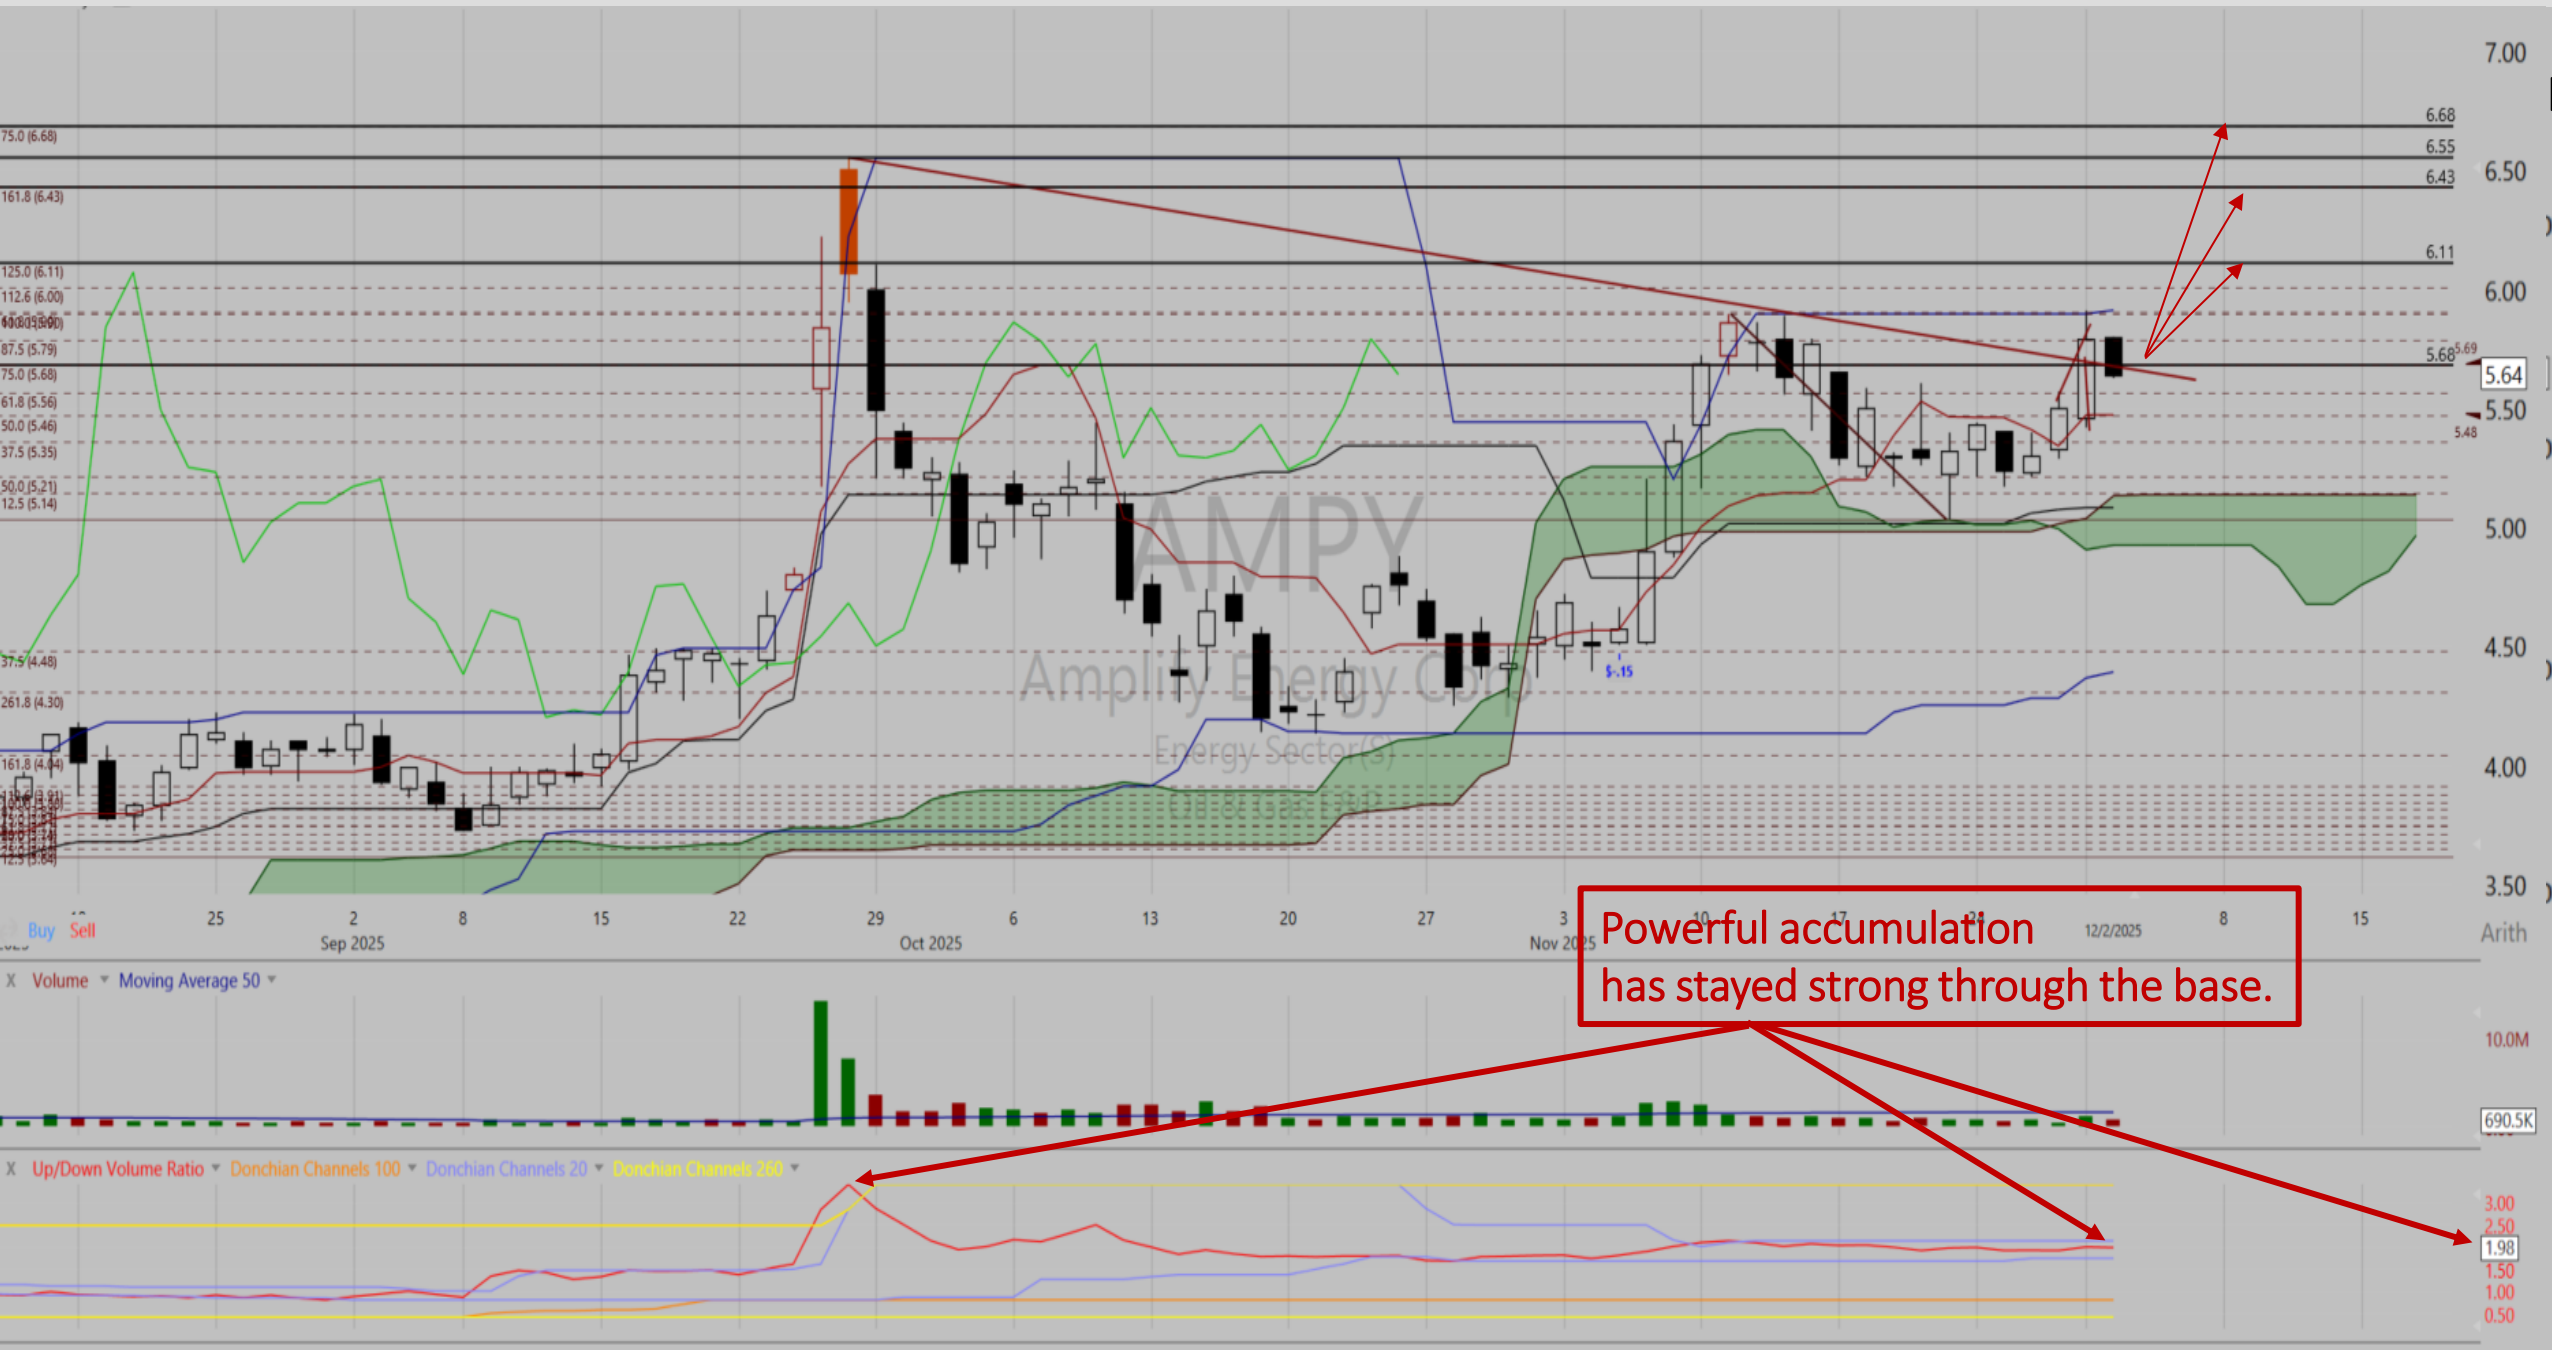 7.00
75.0 (6.68)
6.68
6.55
6.50
161.8 (6.43)
6.43
125.0 (6.11)
6.11
112.6 (6.00)
6.00
87.5 (5.79)
5.68
5.69
75.0 (5.68)
5.64
61.8 (5.56)
5.50
50.0 (5.46)
5.48
37.5 (5.35)
50.0 (5.21)
12.5 (5.14)
5.00
AMPY
Amplify Energy Corp
Energy Sector(S)
4.50
37.5 (4.48)
$-.15
261.8 (4.30)
161.8 (4.04)
4.00
12.5 (3.64)
3.50
25 2 8 15 22 29 6 13 20 27 3 10 17 24 12/2/2025 8 15
Sep 2025 Oct 2025 Nov 2025
Buy Sell
Arith
Powerful accumulation
has stayed strong through the base.
X Volume Moving Average 50
10.0M
690.5K
X Up/Down Volume Ratio Donchian Channels 100 Donchian Channels 20 Donchian Channels 260
3.00
2.50
1.98
1.50
1.00
0.50